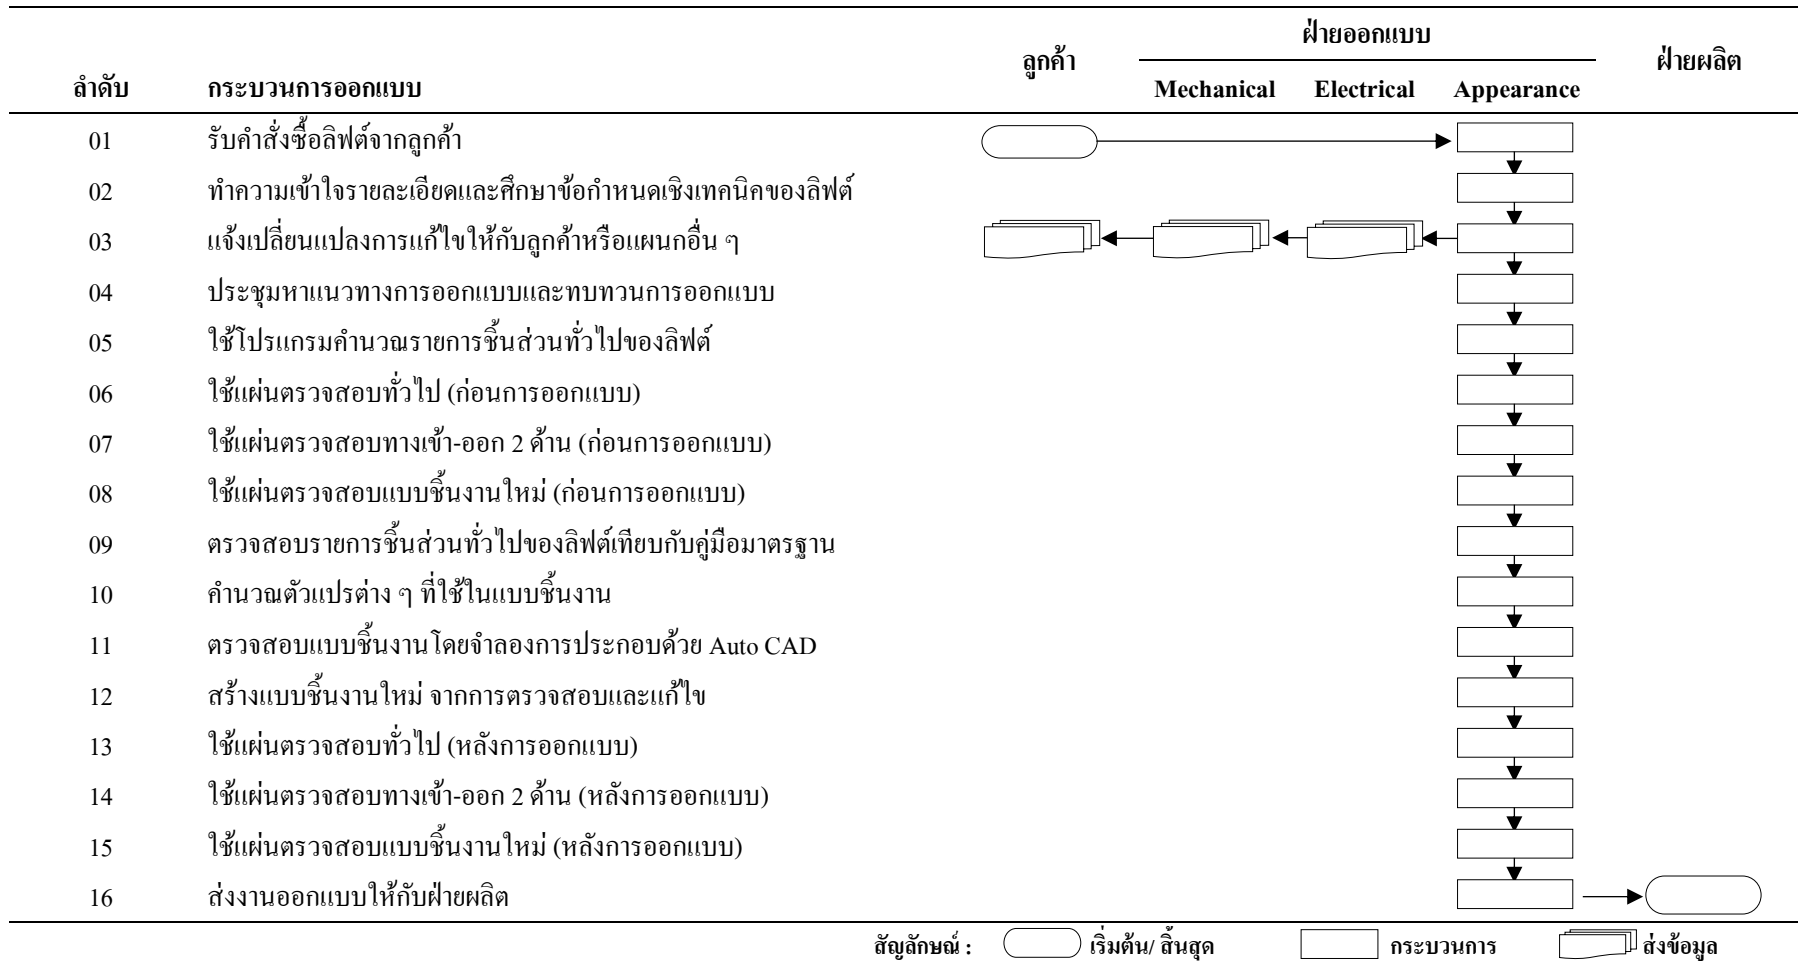 ฝ่ายออกแบบ
ลูกค้า ฝ่ายผลิต
ลำดับ กระบวนการออกแบบ Mechanical Electrical Appearance
01 รับคำสั่งซื้อลิฟต์จากลูกค้า
02 ทำความเข้าใจรายละเอียดและศึกษาข้อกำหนดเชิงเทคนิคของลิฟต์
03 แจ้งเปลี่ยนแปลงการแก้ไขให้กับลูกค้าหรือแผนกอื่น ๆ
04 ประชุมหาแนวทางการออกแบบและทบทวนการออกแบบ
05 ใช้โปรแกรมคำนวณรายการชิ้นส่วนทั่วไปของลิฟต์
06 ใช้แผ่นตรวจสอบทั่วไป (ก่อนการออกแบบ)
07 ใช้แผ่นตรวจสอบทางเข้า-ออก 2 ด้าน (ก่อนการออกแบบ)
08 ใช้แผ่นตรวจสอบแบบชิ้นงานใหม่ (ก่อนการออกแบบ)
09 ตรวจสอบรายการชิ้นส่วนทั่วไปของลิฟต์เทียบกับคู่มือมาตรฐาน
10 คำนวณตัวแปรต่าง ๆ ที่ใช้ในแบบชิ้นงาน
11 ตรวจสอบแบบชิ้นงานโดยจำลองการประกอบด้วย Auto CAD
12 สร้างแบบชิ้นงานใหม่ จากการตรวจสอบและแก้ไข
13 ใช้แผ่นตรวจสอบทั่วไป (หลังการออกแบบ)
14 ใช้แผ่นตรวจสอบทางเข้า-ออก 2 ด้าน (หลังการออกแบบ)
15 ใช้แผ่นตรวจสอบแบบชิ้นงานใหม่ (หลังการออกแบบ)
16 ส่งงานออกแบบให้กับฝ่ายผลิต
สัญลักษณ์ : เริ่มต้น/ สิ้นสุด กระบวนการ ส่งข้อมูล